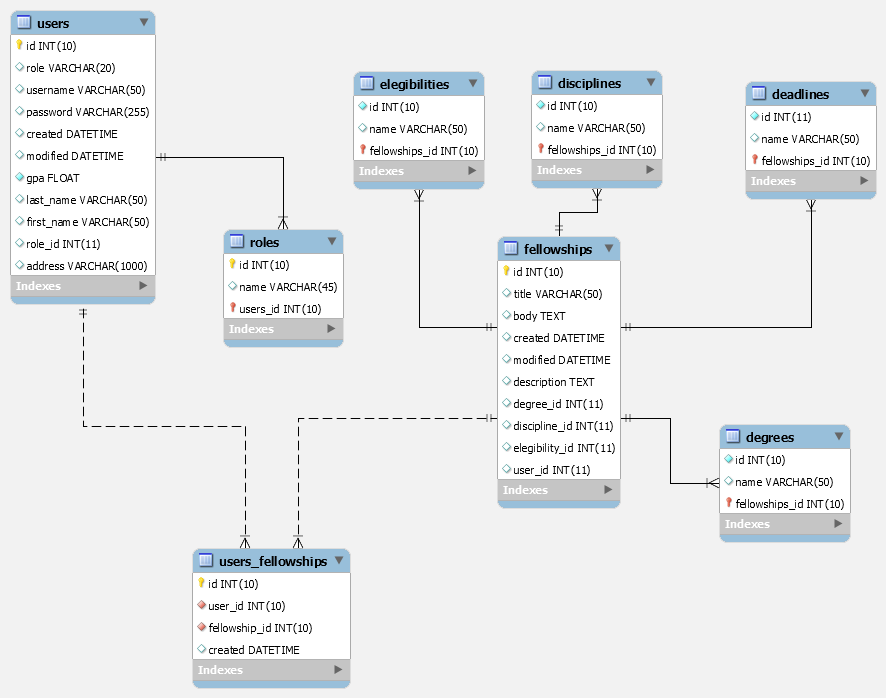 users
id INT(10)
role VARCHAR(20)
username VARCHAR(50)
password VARCHAR(255)
created DATETIME
modified DATETIME
gpa FLOAT
last_name VARCHAR(50)
first_name VARCHAR(50)
role_id INT(11)
address VARCHAR(1000)
Indexes
roles
id INT(10)
name VARCHAR(45)
users_id INT(10)
Indexes
elegibilities
id INT(10)
name VARCHAR(50)
fellowships_id INT(10)
Indexes
disciplines
id INT(10)
name VARCHAR(50)
fellowships_id INT(10)
Indexes
deadlines
id INT(11)
name VARCHAR(50)
fellowships_id INT(10)
Indexes
fellowships
id INT(10)
title VARCHAR(50)
body TEXT
created DATETIME
modified DATETIME
description TEXT
degree_id INT(11)
discipline_id INT(11)
elegibility_id INT(11)
user_id INT(11)
Indexes
degrees
id INT(10)
name VARCHAR(50)
fellowships_id INT(10)
Indexes
users_fellowships
id INT(10)
user_id INT(10)
fellowship_id INT(10)
created DATETIME
Indexes